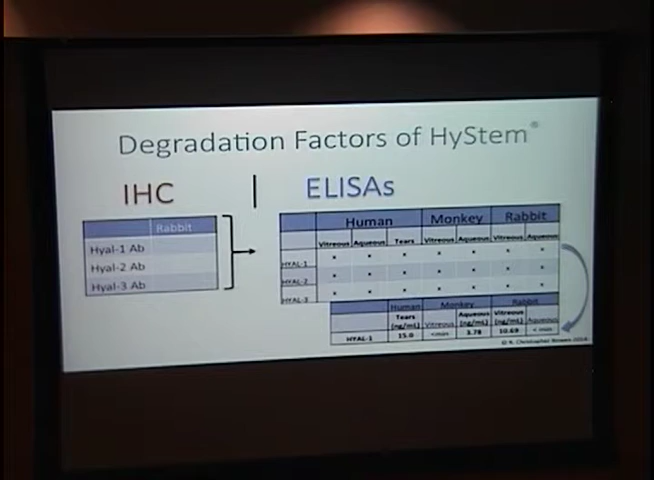 Degradation Factors of HyStem®
IHC | ELISAs
Rabbit
Hyal-1 Ab
Hyal-2 Ab
Hyal-3 Ab
Human Monkey Rabbit
Vitreous Aqueous Tears Vitreous Aqueous Vitreous Aqueous
HYAL-1 * * * * * * *
HYAL-2 * * * * * * *
HYAL-3 * * * * * * *
Human Monkey Rabbit
Tears (ng/mL) Vitreous Aqueous (ng/mL) Vitreous (ng/mL) Aqueous
HYAL-1 15.0 <min 3.78 10.69 < min
Christopher